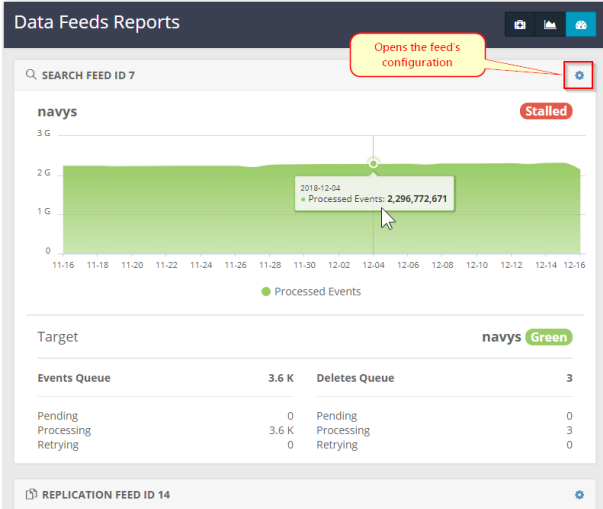 Data Feeds Reports
Opens the feed's
configuration
SEARCH FEED ID 7
navys
Stalled
3 G
2 G
1 G
0
2018-12-04
Processed Events: 2,296,772,671
11-16 11-18 11-20 11-22 11-24 11-26 11-28 11-30 12-02 12-04 12-06 12-08 12-10 12-12 12-14 12-16
Processed Events
Target navys Green
Events Queue 3.6 K Deletes Queue 3
Pending 0 Pending 0
Processing 3.6 K Processing 3
Retrying 0 Retrying 0
REPLICATION FEED ID 14